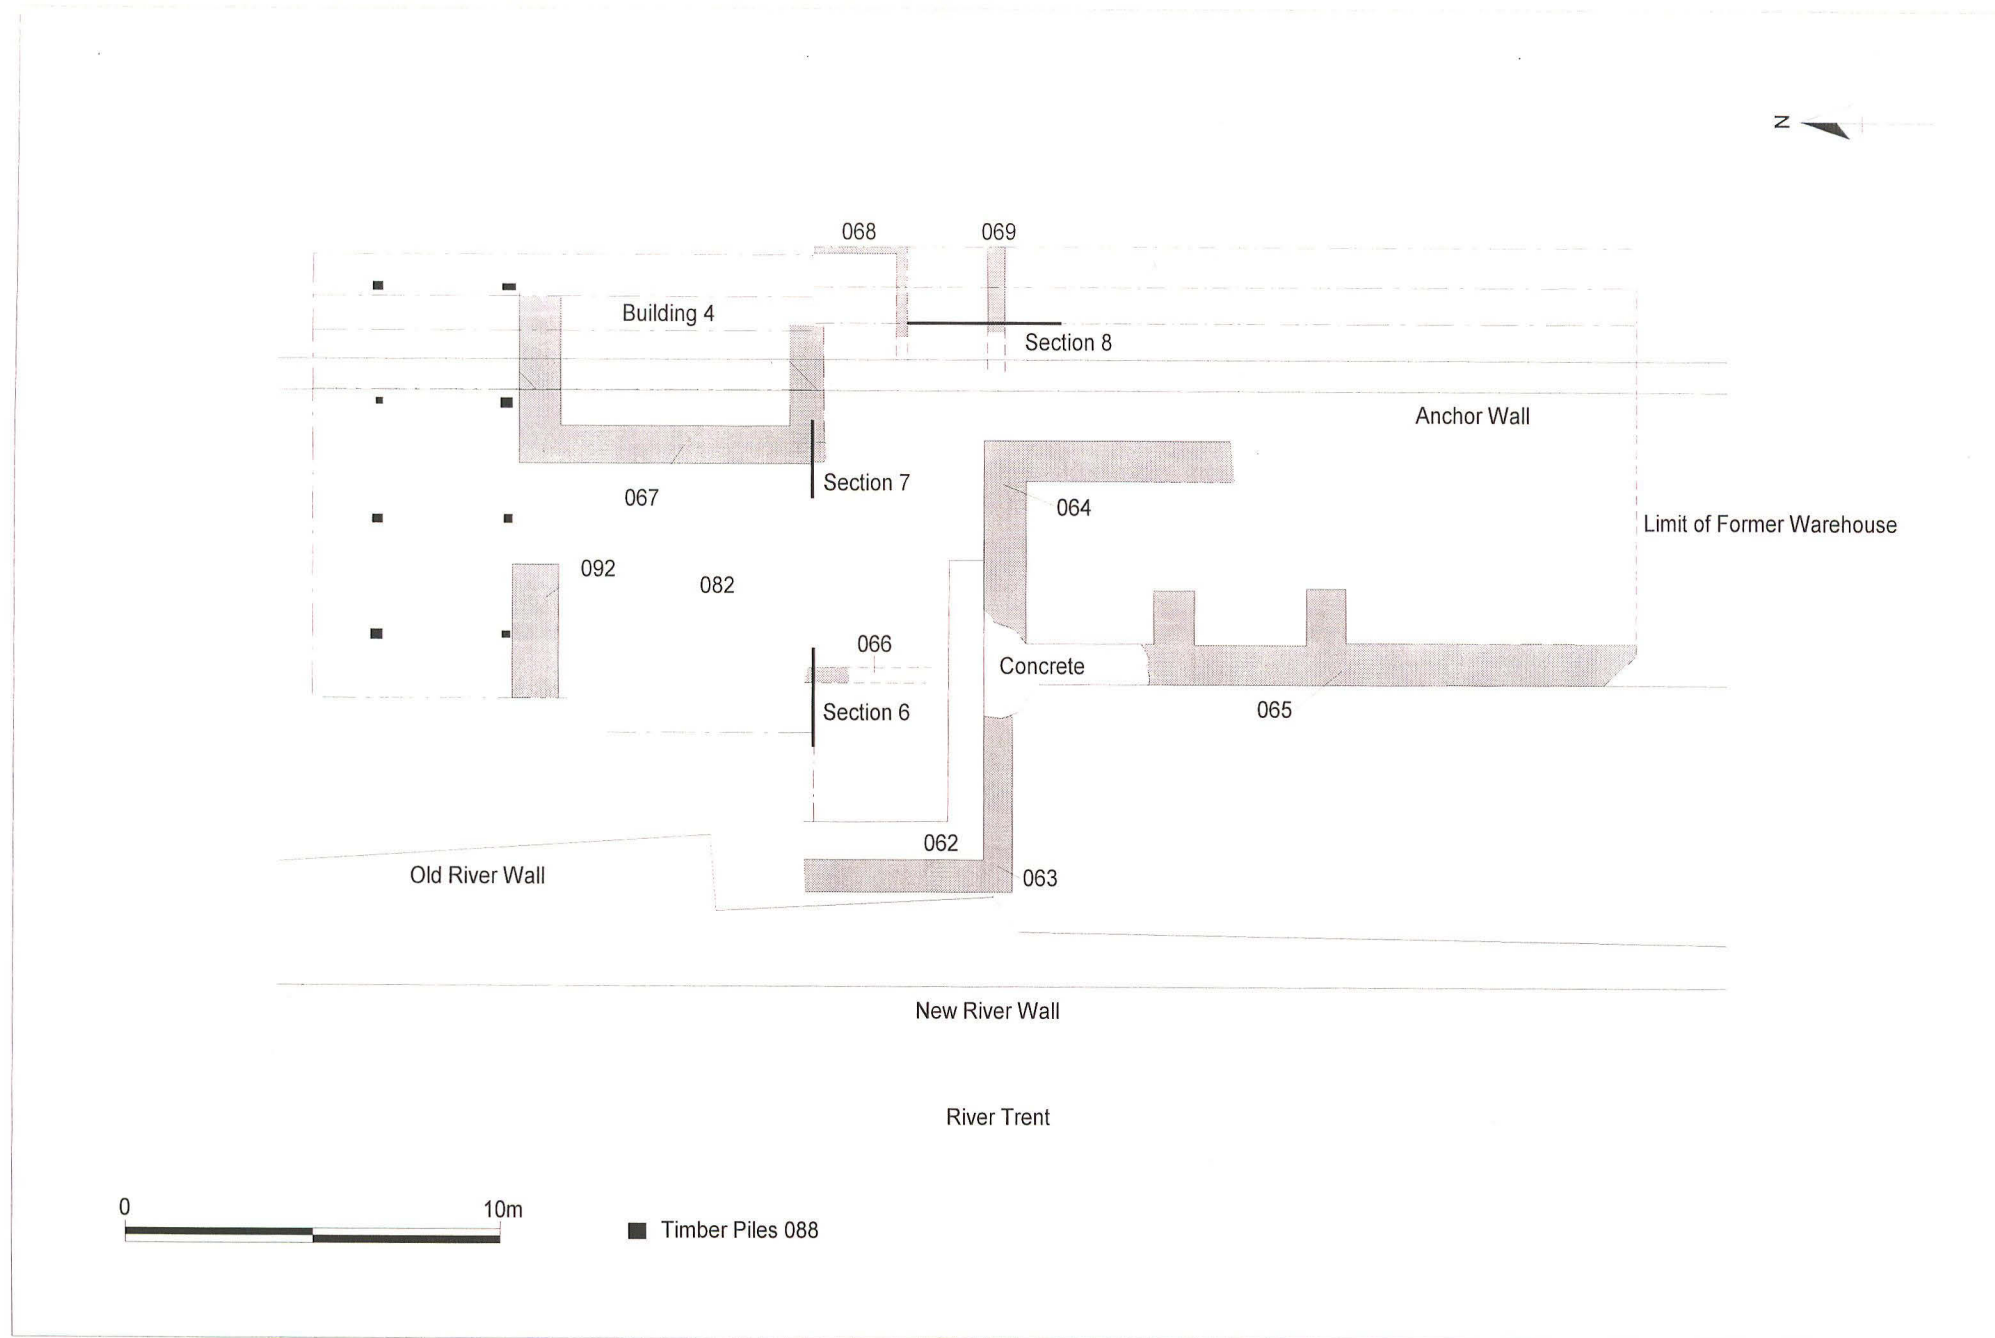 N
068
069
Building 4
Section 8
Anchor Wall
Section 7
067
064
Limit of Former Warehouse
092
082
066
Concrete
Section 6
065
062
Old River Wall
063
New River Wall
River Trent
0
10m
Timber Piles 088